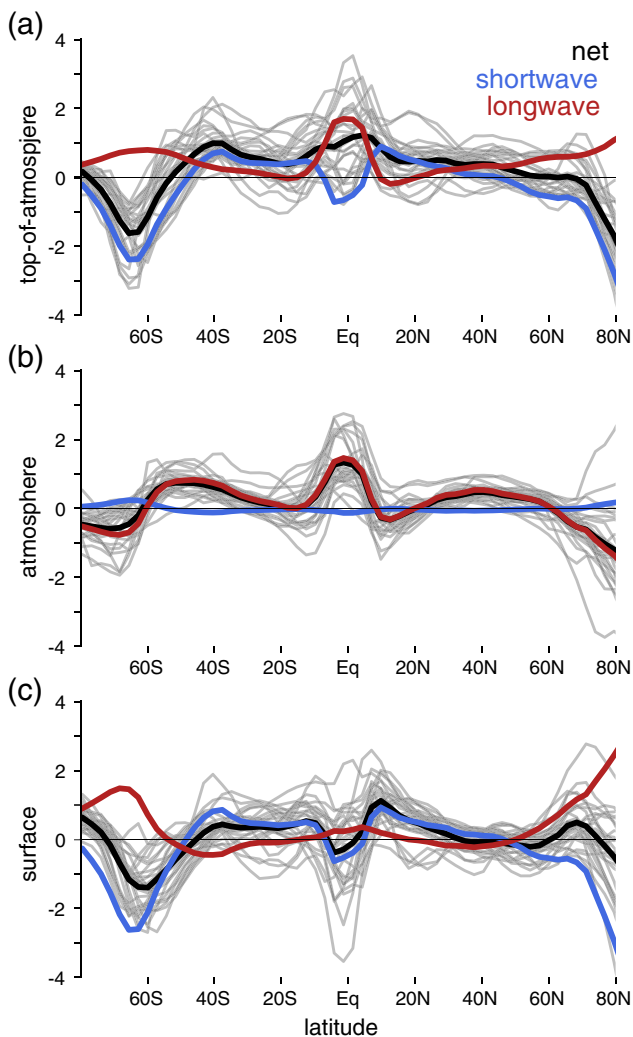 (a)
4
2
0
-2
-4
top-of-atmospjere
net
shortwave
longwave
60S 40S 20S Eq 20N 40N 60N 80N
(b)
4
2
0
-2
-4
atmosphere
60S 40S 20S Eq 20N 40N 60N 80N
(c)
4
2
0
-2
-4
surface
60S 40S 20S Eq 20N 40N 60N 80N
latitude